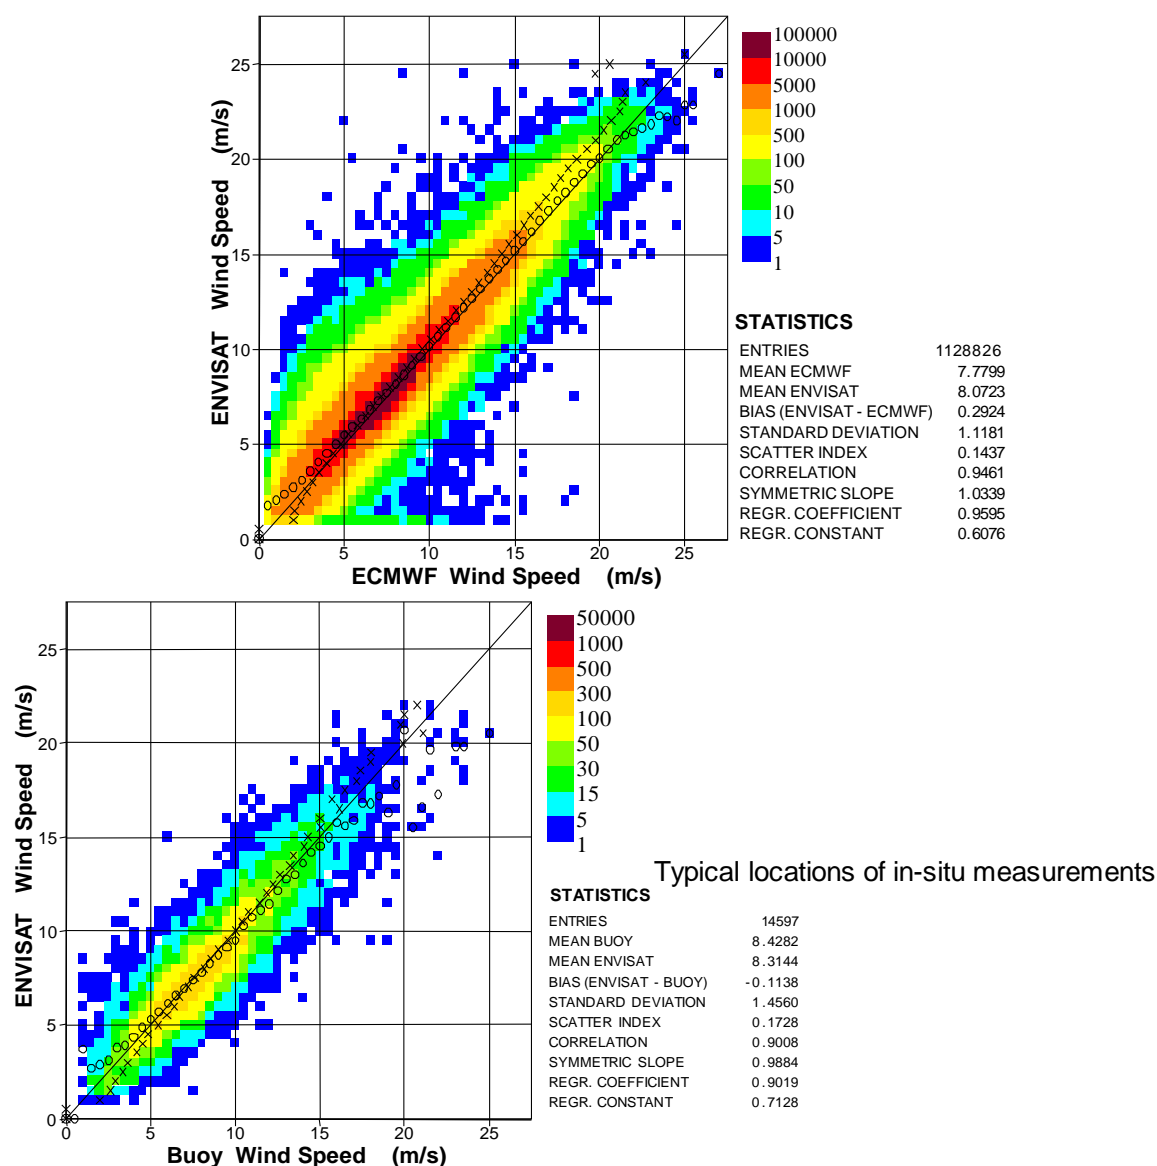 100000
10000
5000
1000
500
100
50
10
5
1
25
20
15
10
5
0
ENVISAT Wind Speed (m/s)
0 5 10 15 20 25
ECMWF Wind Speed (m/s)
STATISTICS
ENTRIES 1128826
MEAN ECMWF 7.7799
MEAN ENVISAT 8.0723
BIAS (ENVISAT - ECMWF) 0.2924
STANDARD DEVIATION 1.1181
SCATTER INDEX 0.1437
CORRELATION 0.9461
SYMMETRIC SLOPE 1.0339
REGR. COEFFICIENT 0.9595
REGR. CONSTANT 0.6076
50000
1000
500
300
100
50
30
15
5
1
25
20
15
10
5
0
ENVISAT Wind Speed (m/s)
0 5 10 15 20 25
Buoy Wind Speed (m/s)
Typical locations of in-situ measurements
STATISTICS
ENTRIES 14597
MEAN BUOY 8.4282
MEAN ENVISAT 8.3144
BIAS (ENVISAT - BUOY) -0.1138
STANDARD DEVIATION 1.4560
SCATTER INDEX 0.1728
CORRELATION 0.9008
SYMMETRIC SLOPE 0.9884
REGR. COEFFICIENT 0.9019
REGR. CONSTANT 0.7128